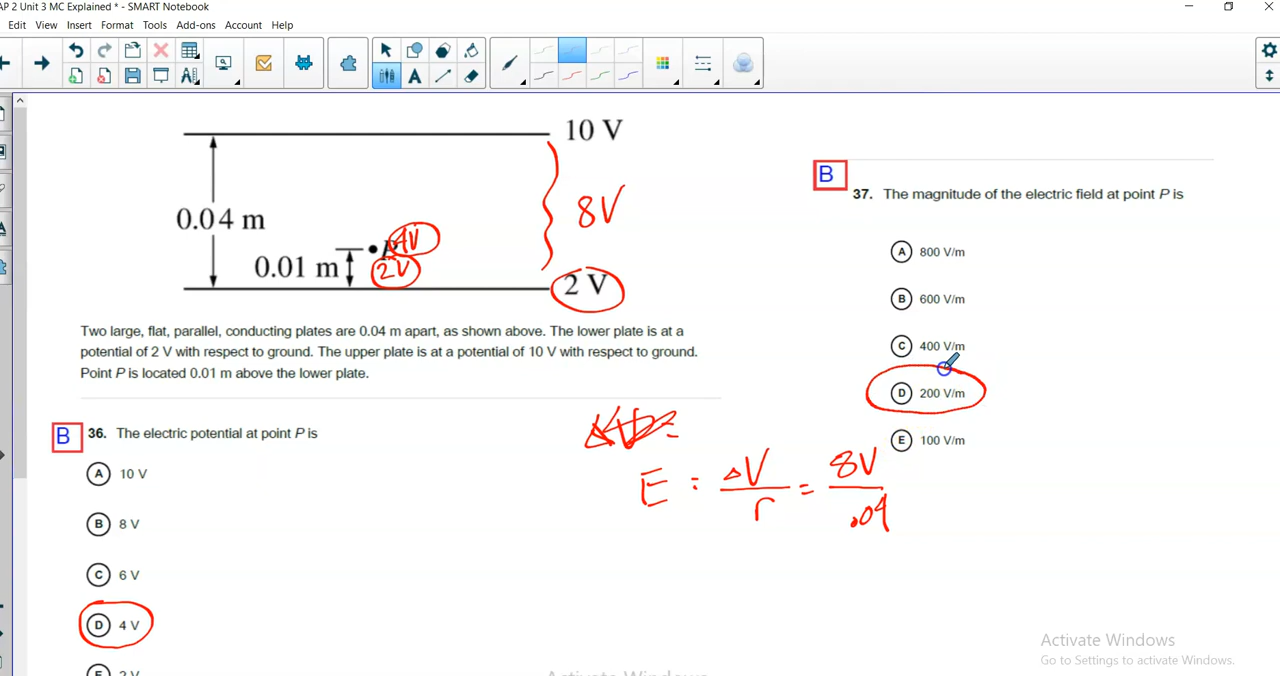 AP 2 Unit 3 MC Explained * - SMART Notebook
Edit View Insert Format Tools Add-ons Account Help
10 V
8V
0.04 m
4V
P
0.01 m
2V
2 V
Two large, flat, parallel, conducting plates are 0.04 m apart, as shown above. The lower plate is at a
potential of 2 V with respect to ground. The upper plate is at a potential of 10 V with respect to ground.
Point P is located 0.01 m above the lower plate.
B 36. The electric potential at point P is
A 10 V
B 8 V
C 6 V
D 4 V
E 2 V
B
37. The magnitude of the electric field at point P is
A 800 V/m
B 600 V/m
C 400 V/m
D 200 V/m
E 100 V/m
E = ΔV / r = 8V / .04
Activate Windows
Go to Settings to activate Windows.
Activate Windows